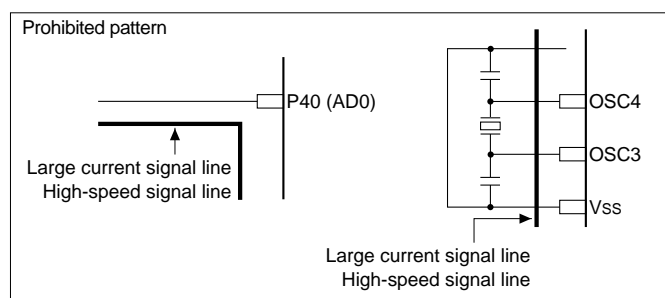 Prohibited pattern
P40 (AD0)
Large current signal line
High-speed signal line
OSC4
OSC3
VSS
Large current signal line
High-speed signal line